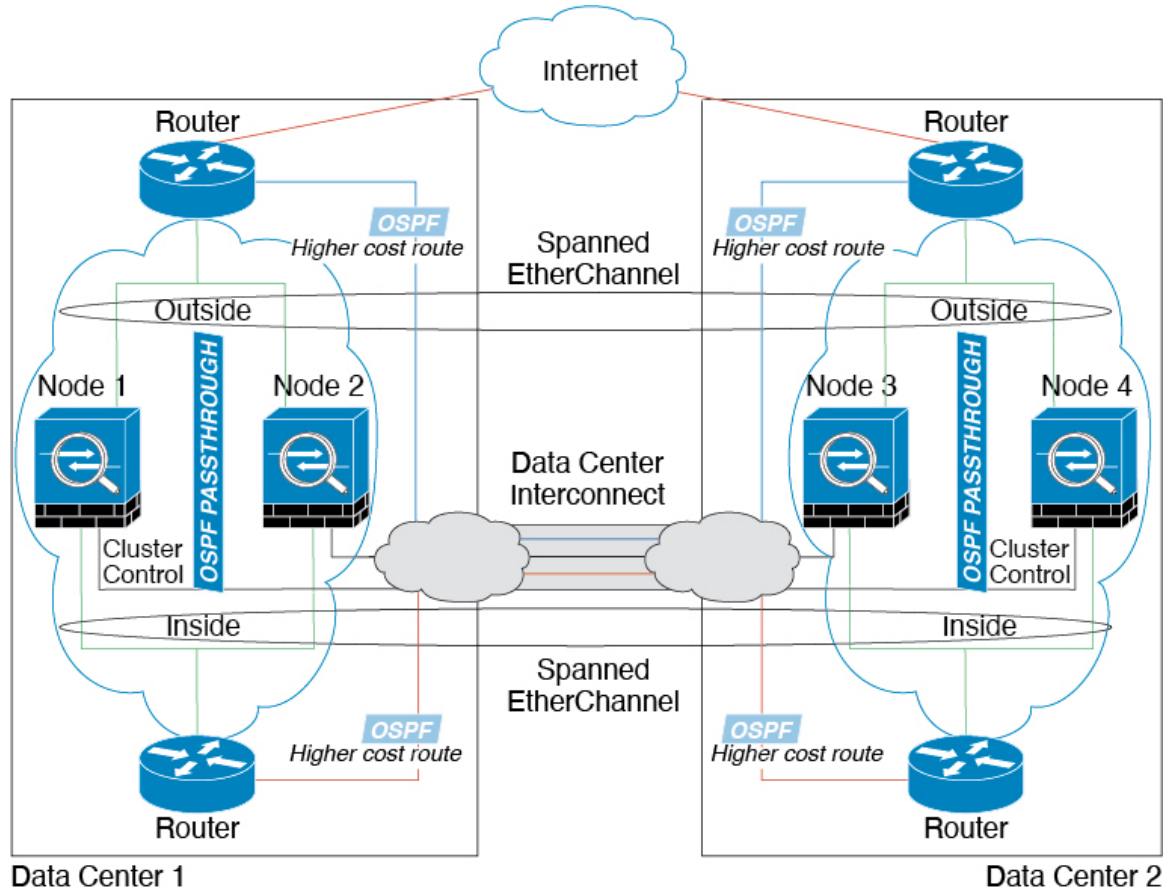 Internet
Router
Router
OSPF
Higher cost route
Spanned
EtherChannel
OSPF
Higher cost route
Outside
Outside
Node 1
OSPF PASSTHROUGH
Node 2
Node 3
OSPF PASSTHROUGH
Node 4
Data Center
Interconnect
Cluster
Control
Cluster
Control
Inside
Inside
Spanned
EtherChannel
OSPF
Higher cost route
OSPF
Higher cost route
Router
Router
Data Center 1
Data Center 2